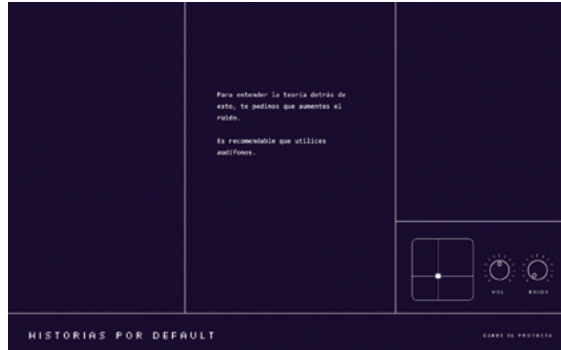 Para entender la teoría detrás de
esto, te pedimos que aumentes el
ruido.
Es recomendable que utilices
audífonos.
VOL
RUIDO
HISTORIAS POR DEFAULT
SOBRE EL PROYECTO